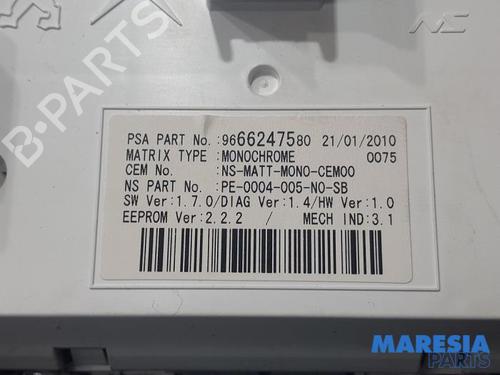 PSA PART No.:9666247580 21/01/2010
MATRIX TYPE :MONOCHROME 0075
CEM No. :NS-MATT-MONO-CEM00
NS PART No. :PE-0004-005-NO-SB
SW Ver:1.7.0/DIAG Ver:1.4/HW Ver:1.0
EEPROM Ver:2.2.2 / MECH IND:3.1
MARESIA
PARTS